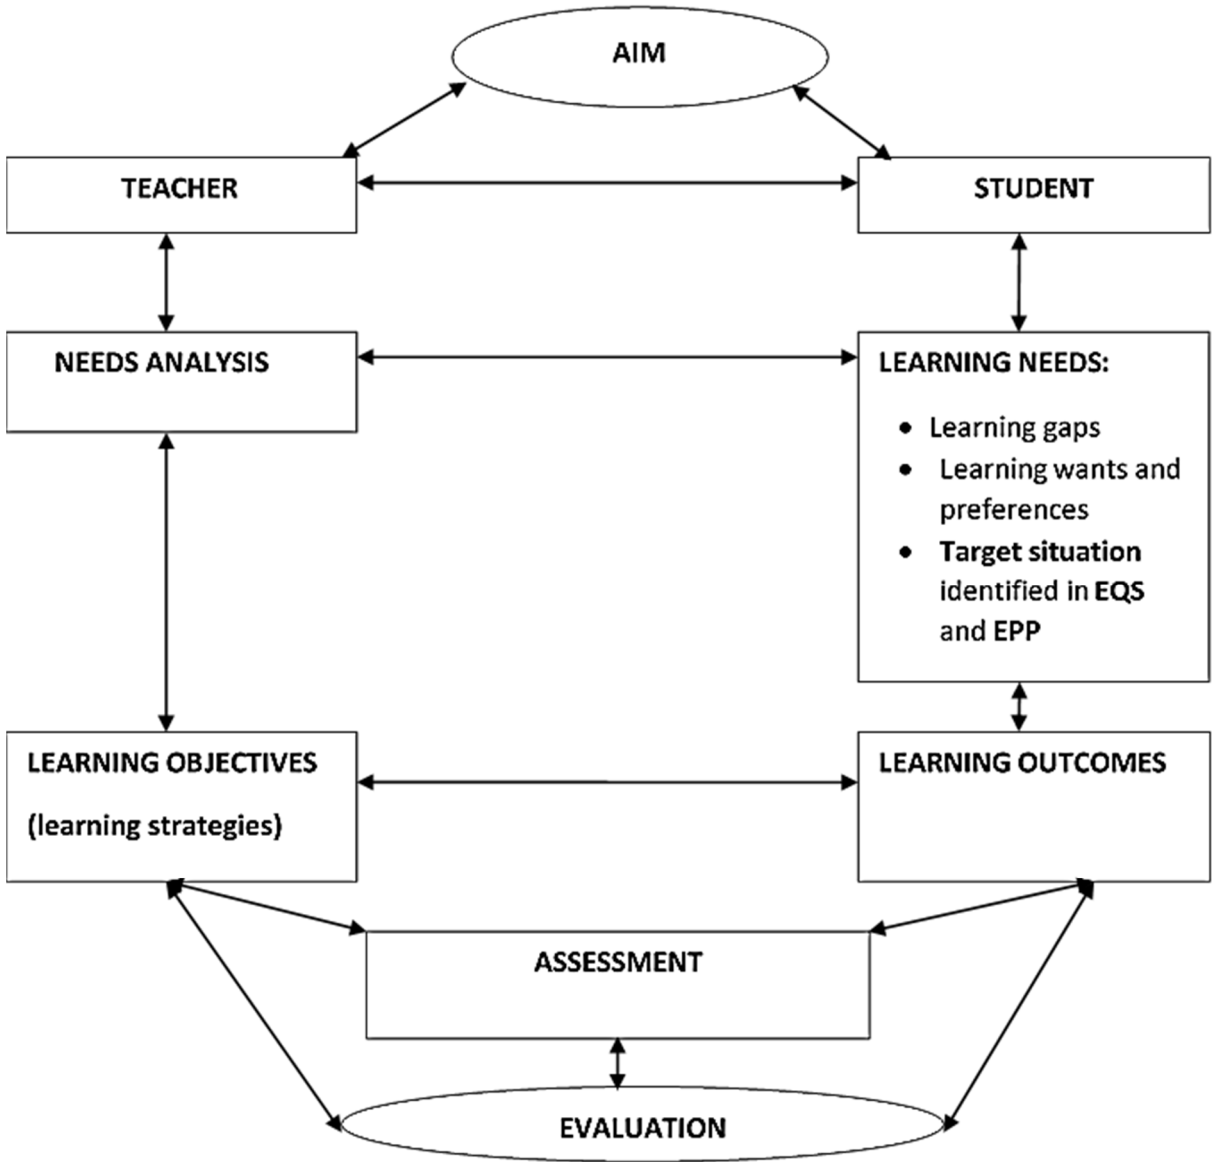 AIM
TEACHER
STUDENT
NEEDS ANALYSIS
LEARNING NEEDS:
• Learning gaps
• Learning wants and
preferences
• Target situation
identified in EQS
and EPP
LEARNING OBJECTIVES
(learning strategies)
LEARNING OUTCOMES
ASSESSMENT
EVALUATION